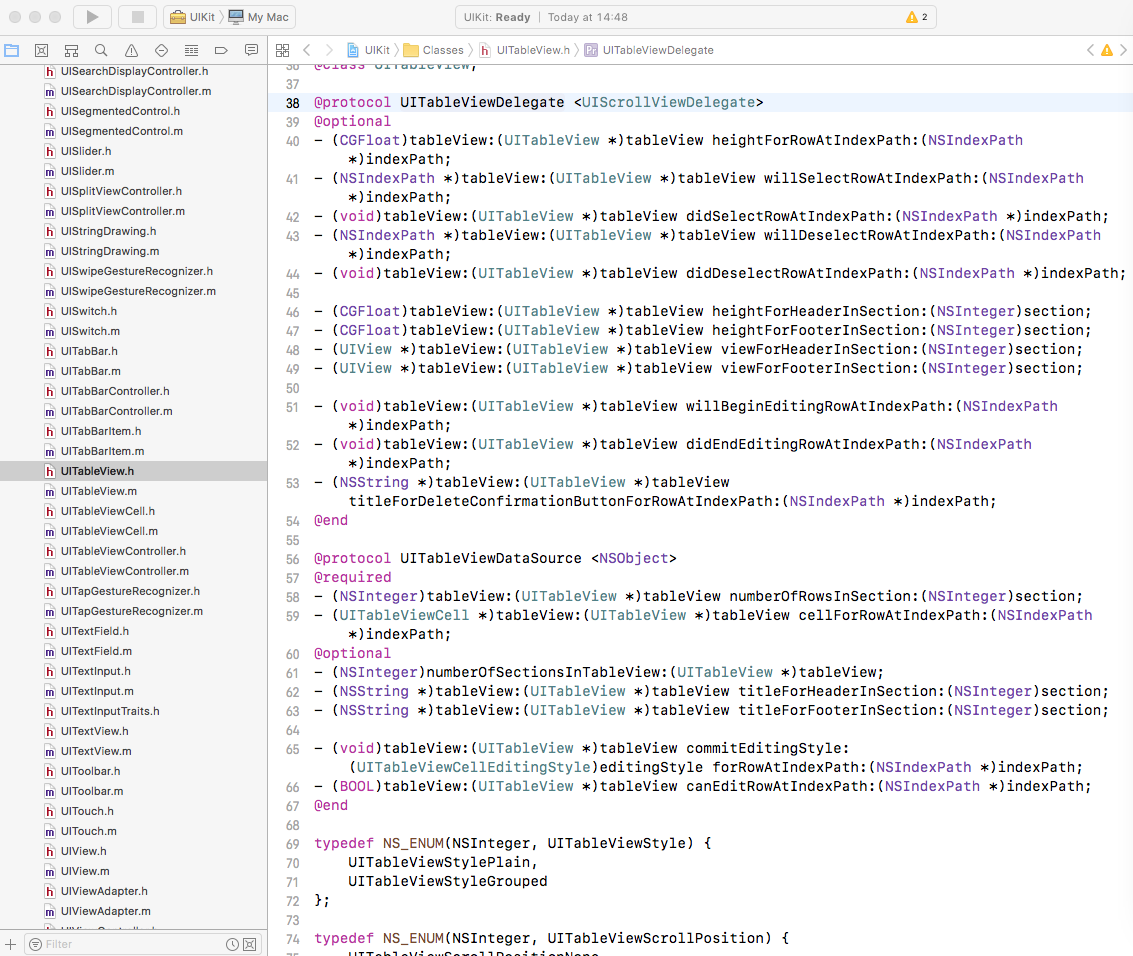 UIKit
My Mac
UIKit: Ready | Today at 14:48
2
UIKit
Classes
h UITableView.h
Pr UITableViewDelegate
h UISearchDisplayController.h
m UISearchDisplayController.m
h UISegmentedControl.h
m UISegmentedControl.m
h UISlider.h
m UISlider.m
h UISplitViewController.h
m UISplitViewController.m
h UIStringDrawing.h
m UIStringDrawing.m
h UISwipeGestureRecognizer.h
m UISwipeGestureRecognizer.m
h UISwitch.h
m UISwitch.m
h UITabBar.h
m UITabBar.m
h UITabBarController.h
m UITabBarController.m
h UITabBarItem.h
m UITabBarItem.m
h UITableView.h
m UITableView.m
h UITableViewCell.h
m UITableViewCell.m
h UITableViewController.h
m UITableViewController.m
h UITapGestureRecognizer.h
m UITapGestureRecognizer.m
h UITextField.h
m UITextField.m
h UITextInput.h
m UITextInput.m
h UITextInputTraits.h
h UITextView.h
m UITextView.m
h UIToolbar.h
m UIToolbar.m
h UITouch.h
m UITouch.m
h UIView.h
m UIView.m
h UIViewAdapter.h
m UIViewAdapter.m
Filter
36 @class UITableView;
37
38 @protocol UITableViewDelegate <UIScrollViewDelegate>
39 @optional
40 - (CGFloat)tableView:(UITableView *)tableView heightForRowAtIndexPath:(NSIndexPath
*)indexPath;
41 - (NSIndexPath *)tableView:(UITableView *)tableView willSelectRowAtIndexPath:(NSIndexPath
*)indexPath;
42 - (void)tableView:(UITableView *)tableView didSelectRowAtIndexPath:(NSIndexPath *)indexPath;
43 - (NSIndexPath *)tableView:(UITableView *)tableView willDeselectRowAtIndexPath:(NSIndexPath
*)indexPath;
44 - (void)tableView:(UITableView *)tableView didDeselectRowAtIndexPath:(NSIndexPath *)indexPath;
45
46 - (CGFloat)tableView:(UITableView *)tableView heightForHeaderInSection:(NSInteger)section;
47 - (CGFloat)tableView:(UITableView *)tableView heightForFooterInSection:(NSInteger)section;
48 - (UIView *)tableView:(UITableView *)tableView viewForHeaderInSection:(NSInteger)section;
49 - (UIView *)tableView:(UITableView *)tableView viewForFooterInSection:(NSInteger)section;
50
51 - (void)tableView:(UITableView *)tableView willBeginEditingRowAtIndexPath:(NSIndexPath
*)indexPath;
52 - (void)tableView:(UITableView *)tableView didEndEditingRowAtIndexPath:(NSIndexPath
*)indexPath;
53 - (NSString *)tableView:(UITableView *)tableView
titleForDeleteConfirmationButtonForRowAtIndexPath:(NSIndexPath *)indexPath;
54 @end
55
56 @protocol UITableViewDataSource <NSObject>
57 @required
58 - (NSInteger)tableView:(UITableView *)tableView numberOfRowsInSection:(NSInteger)section;
59 - (UITableViewCell *)tableView:(UITableView *)tableView cellForRowAtIndexPath:(NSIndexPath
*)indexPath;
60 @optional
61 - (NSInteger)numberOfSectionsInTableView:(UITableView *)tableView;
62 - (NSString *)tableView:(UITableView *)tableView titleForHeaderInSection:(NSInteger)section;
63 - (NSString *)tableView:(UITableView *)tableView titleForFooterInSection:(NSInteger)section;
64
65 - (void)tableView:(UITableView *)tableView commitEditingStyle:
(UITableViewCellEditingStyle)editingStyle forRowAtIndexPath:(NSIndexPath *)indexPath;
66 - (BOOL)tableView:(UITableView *)tableView canEditRowAtIndexPath:(NSIndexPath *)indexPath;
67 @end
68
69 typedef NS_ENUM(NSInteger, UITableViewStyle) {
70 UITableViewStylePlain,
71 UITableViewStyleGrouped
72 };
73
74 typedef NS_ENUM(NSInteger, UITableViewScrollPosition) {
75 UITableViewScrollPositionNone,